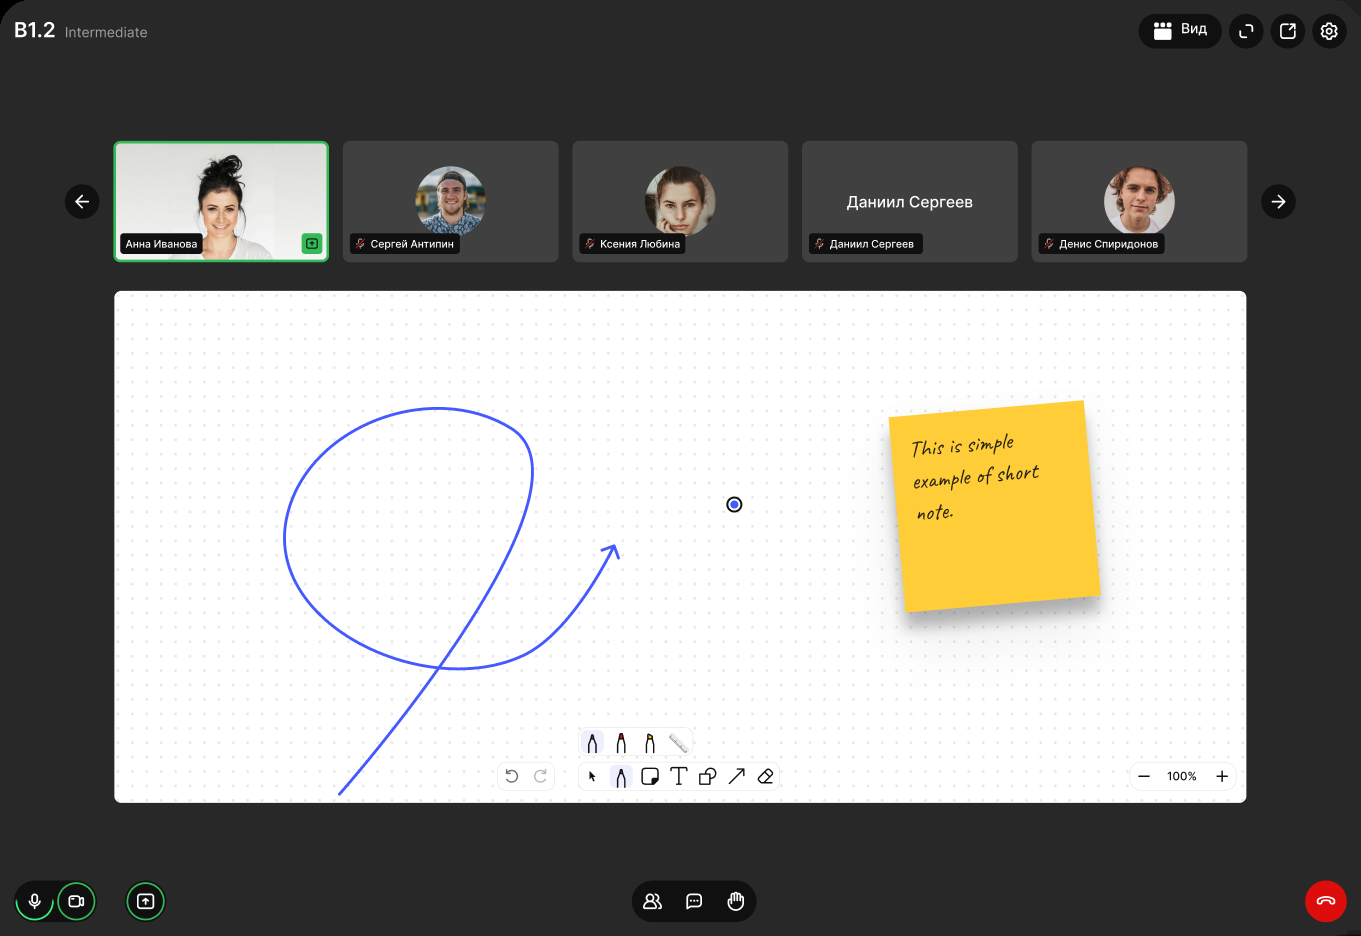 B1.2 Intermediate
Вид
Анна Иванова
Сергей Антипин
Ксения Любина
Даниил Сергеев
Даниил Сергеев
Денис Спиридонов
This is simple
example of short
note.
100%